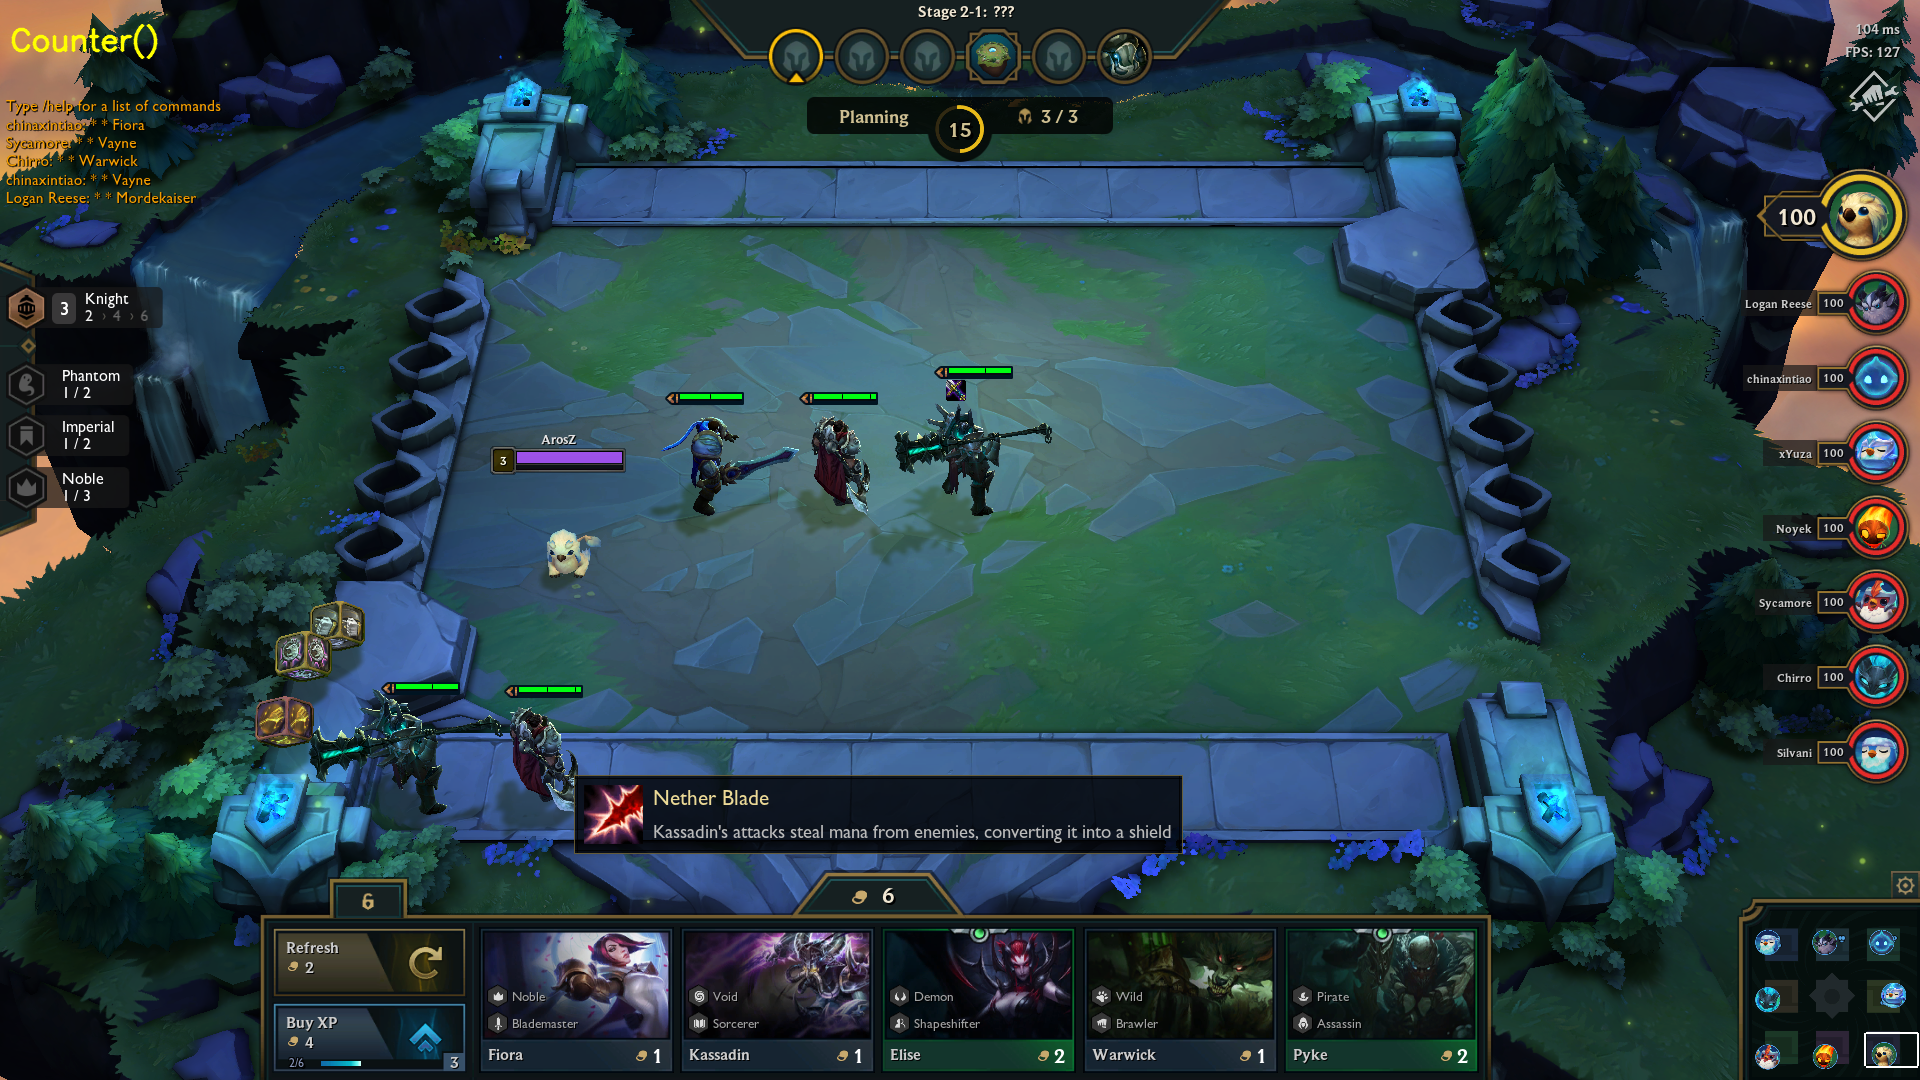 Stage 2-1: ???
104 ms
FPS: 127
Counter()
Type /help for a list of commands
chinaxintiao: * * Fiora
Sycamore: * * Vayne
Chirro: * * Warwick
chinaxintiao: * * Vayne
Logan Reese: * * Mordekaiser
Planning
15
3 / 3
100
Logan Reese 100
chinaxintiao 100
xYuza 100
Noyek 100
Sycamore 100
Chirro 100
Silvani 100
3
Knight
2 › 4 › 6
Phantom
1 / 2
Imperial
1 / 2
Noble
1 / 3
ArosZ
3
Nether Blade
Kassadin's attacks steal mana from enemies, converting it into a shield
6
6
Refresh
2
Buy XP
4
2/6
3
Noble
Blademaster
Fiora 1
Void
Sorcerer
Kassadin 1
Demon
Shapeshifter
Elise 2
Wild
Brawler
Warwick 1
Pirate
Assassin
Pyke 2